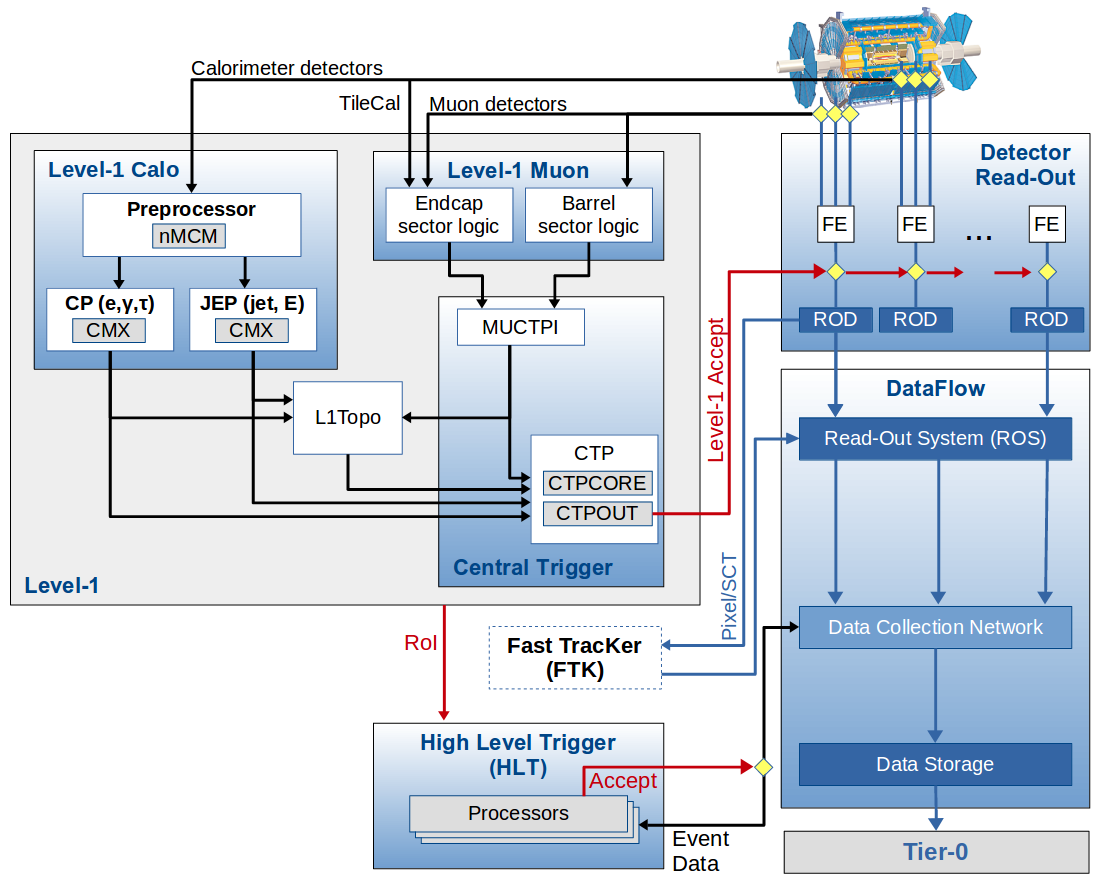 Calorimeter detectors
TileCal
Muon detectors
Level-1 Calo
Preprocessor
nMCM
CP (e,γ,τ)
CMX
JEP (jet, E)
CMX
Level-1 Muon
Endcap
sector logic
Barrel
sector logic
MUCTPI
L1Topo
CTP
CTPCORE
CTPOUT
Central Trigger
Level-1
Level-1 Accept
Detector
Read-Out
FE
FE
...
FE
ROD
ROD
ROD
DataFlow
Read-Out System (ROS)
Pixel/SCT
Data Collection Network
RoI
Fast TracKer
(FTK)
High Level Trigger
(HLT)
Accept
Processors
Event
Data
Data Storage
Tier-0